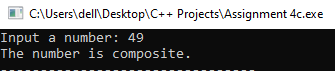 C:\Users\dell\Desktop\C++ Projects\Assignment 4c.exe
Input a number: 49
The number is composite.
--------------------------------